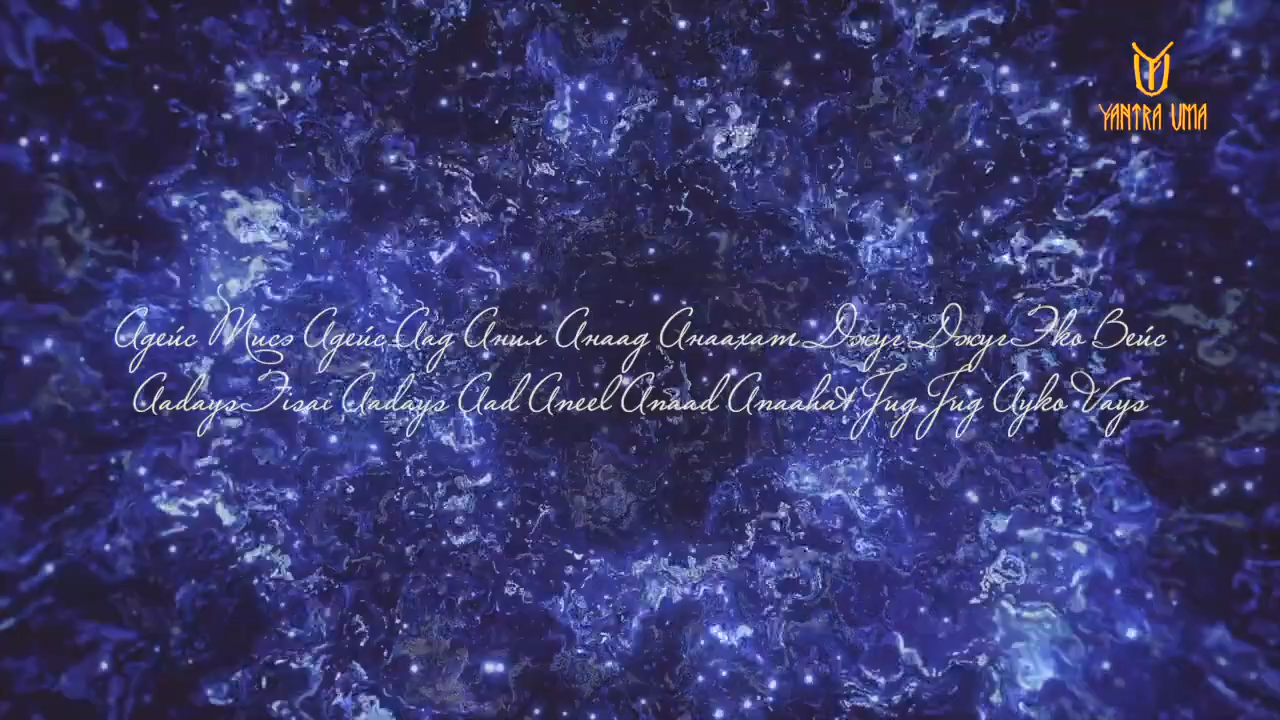 YANTRA UMA
Адейс Тисэ Адейс Аад Анил Анаад Анаахат Джуг Джуг Эко Вейс
Aadays Tisai Aadays Aad Aneel Anaad Anaahat Jug Jug Ayko Vays